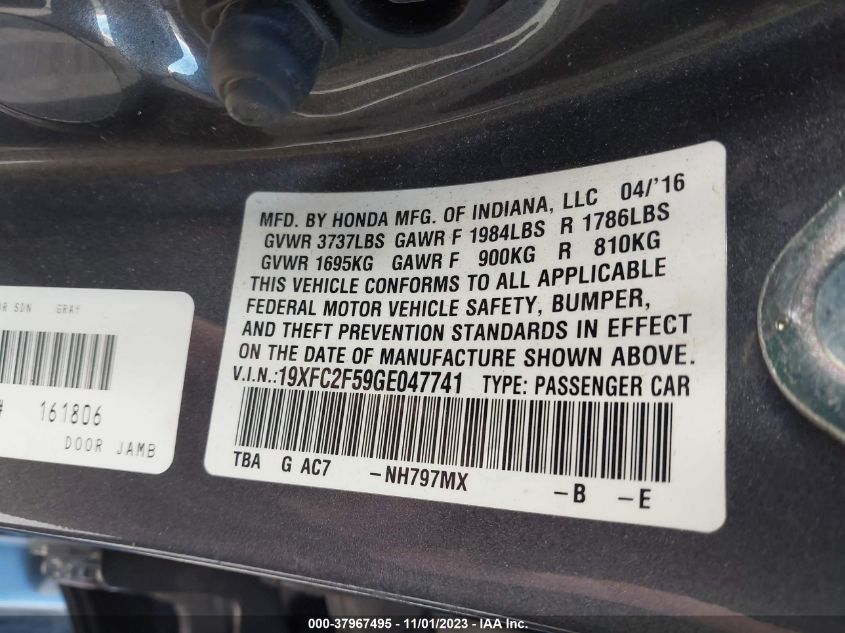 MFD. BY HONDA MFG. OF INDIANA, LLC 04/'16
GVWR 3737LBS GAWR F 1984LBS R 1786LBS
GVWR 1695KG GAWR F 900KG R 810KG
THIS VEHICLE CONFORMS TO ALL APPLICABLE
FEDERAL MOTOR VEHICLE SAFETY, BUMPER,
AND THEFT PREVENTION STANDARDS IN EFFECT
ON THE DATE OF MANUFACTURE SHOWN ABOVE.
V.I.N.:19XFC2F59GE047741 TYPE: PASSENGER CAR
TBA G AC7 -NH797MX -B -E
SDN GRAY
# 161806
DOOR JAMB
000-37967495 - 11/01/2023 - IAA Inc.